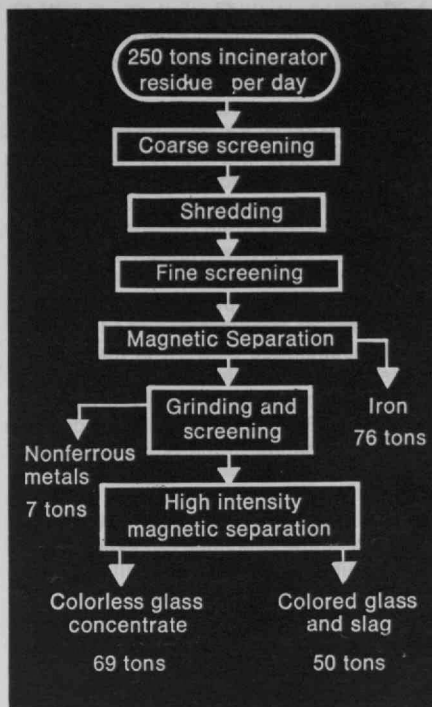 250 tons incinerator
residue per day
Coarse screening
Shredding
Fine screening
Magnetic Separation
Iron
76 tons
Grinding and
screening
Nonferrous
metals
7 tons
High intensity
magnetic separation
Colorless glass
concentrate
69 tons
Colored glass
and slag
50 tons